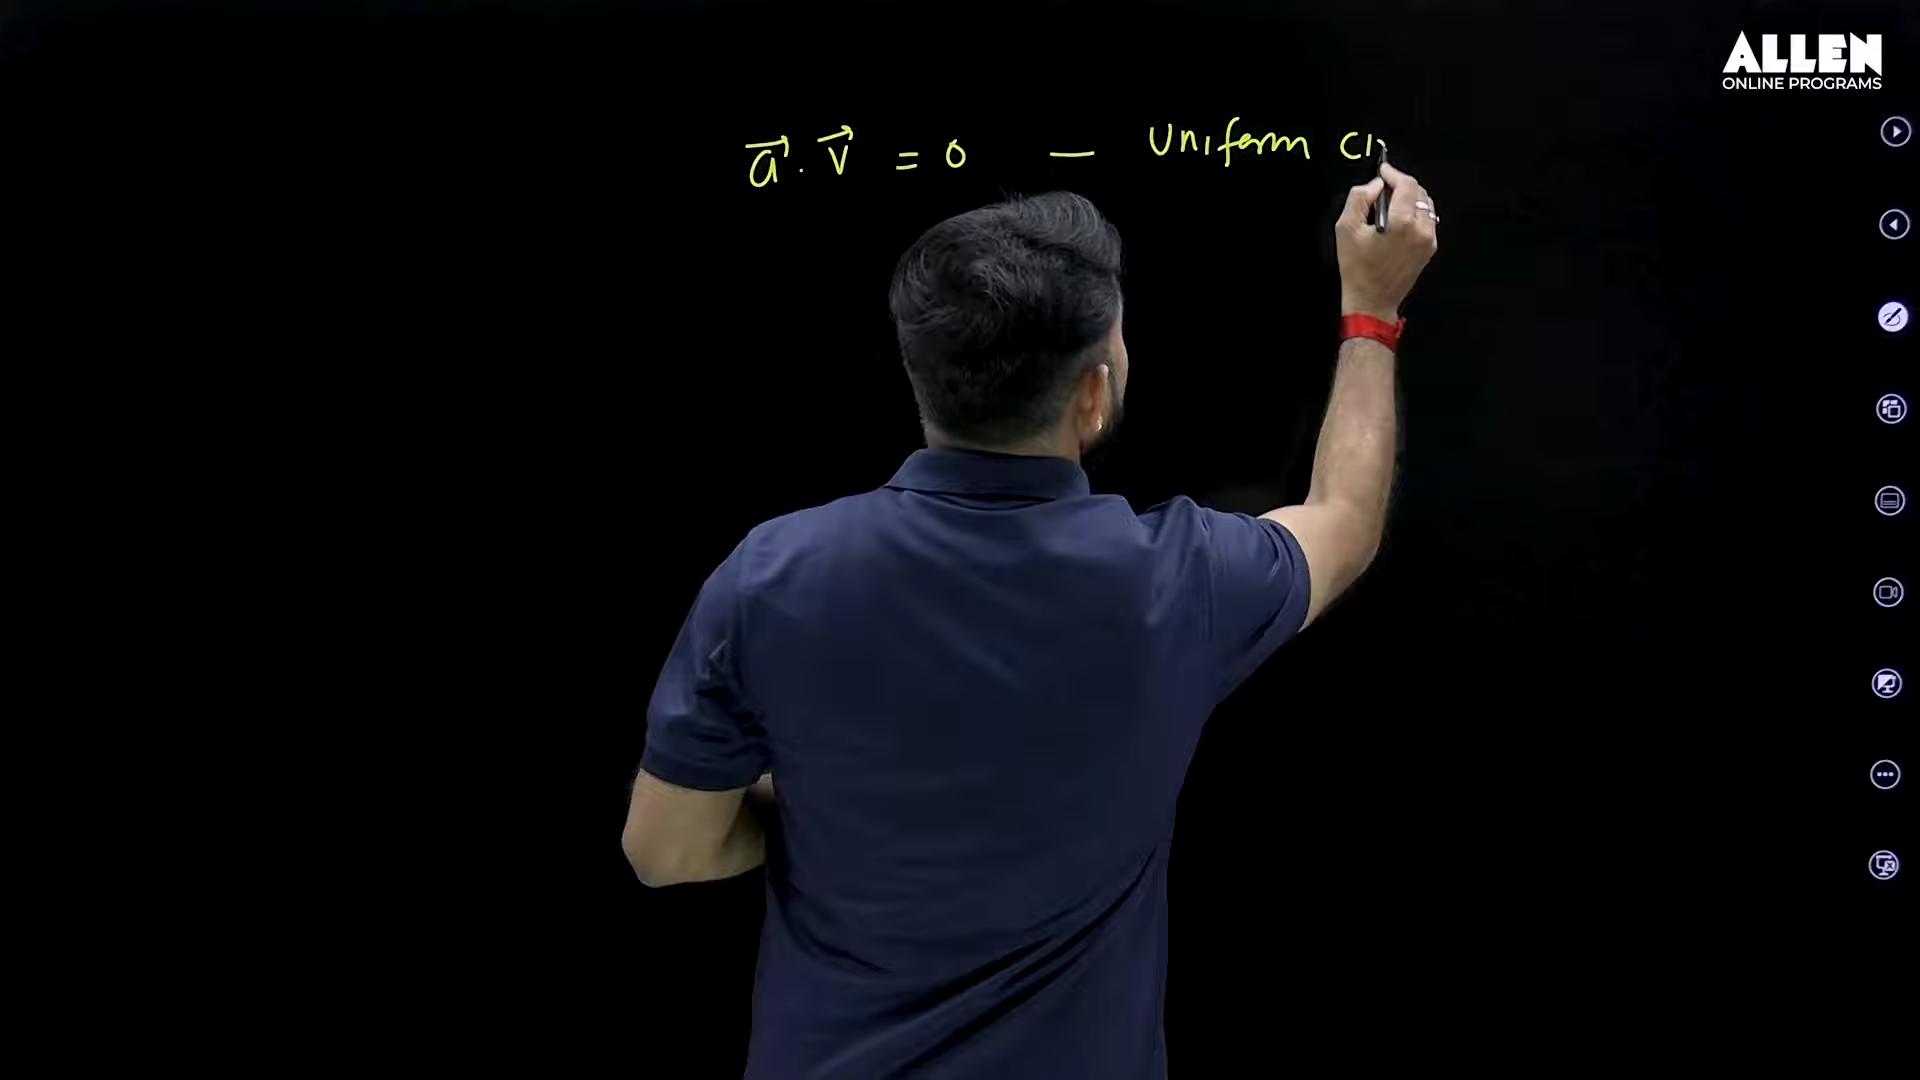 ALLEN
ONLINE PROGRAMS
a⃗ . v⃗ = 0 — Uniform